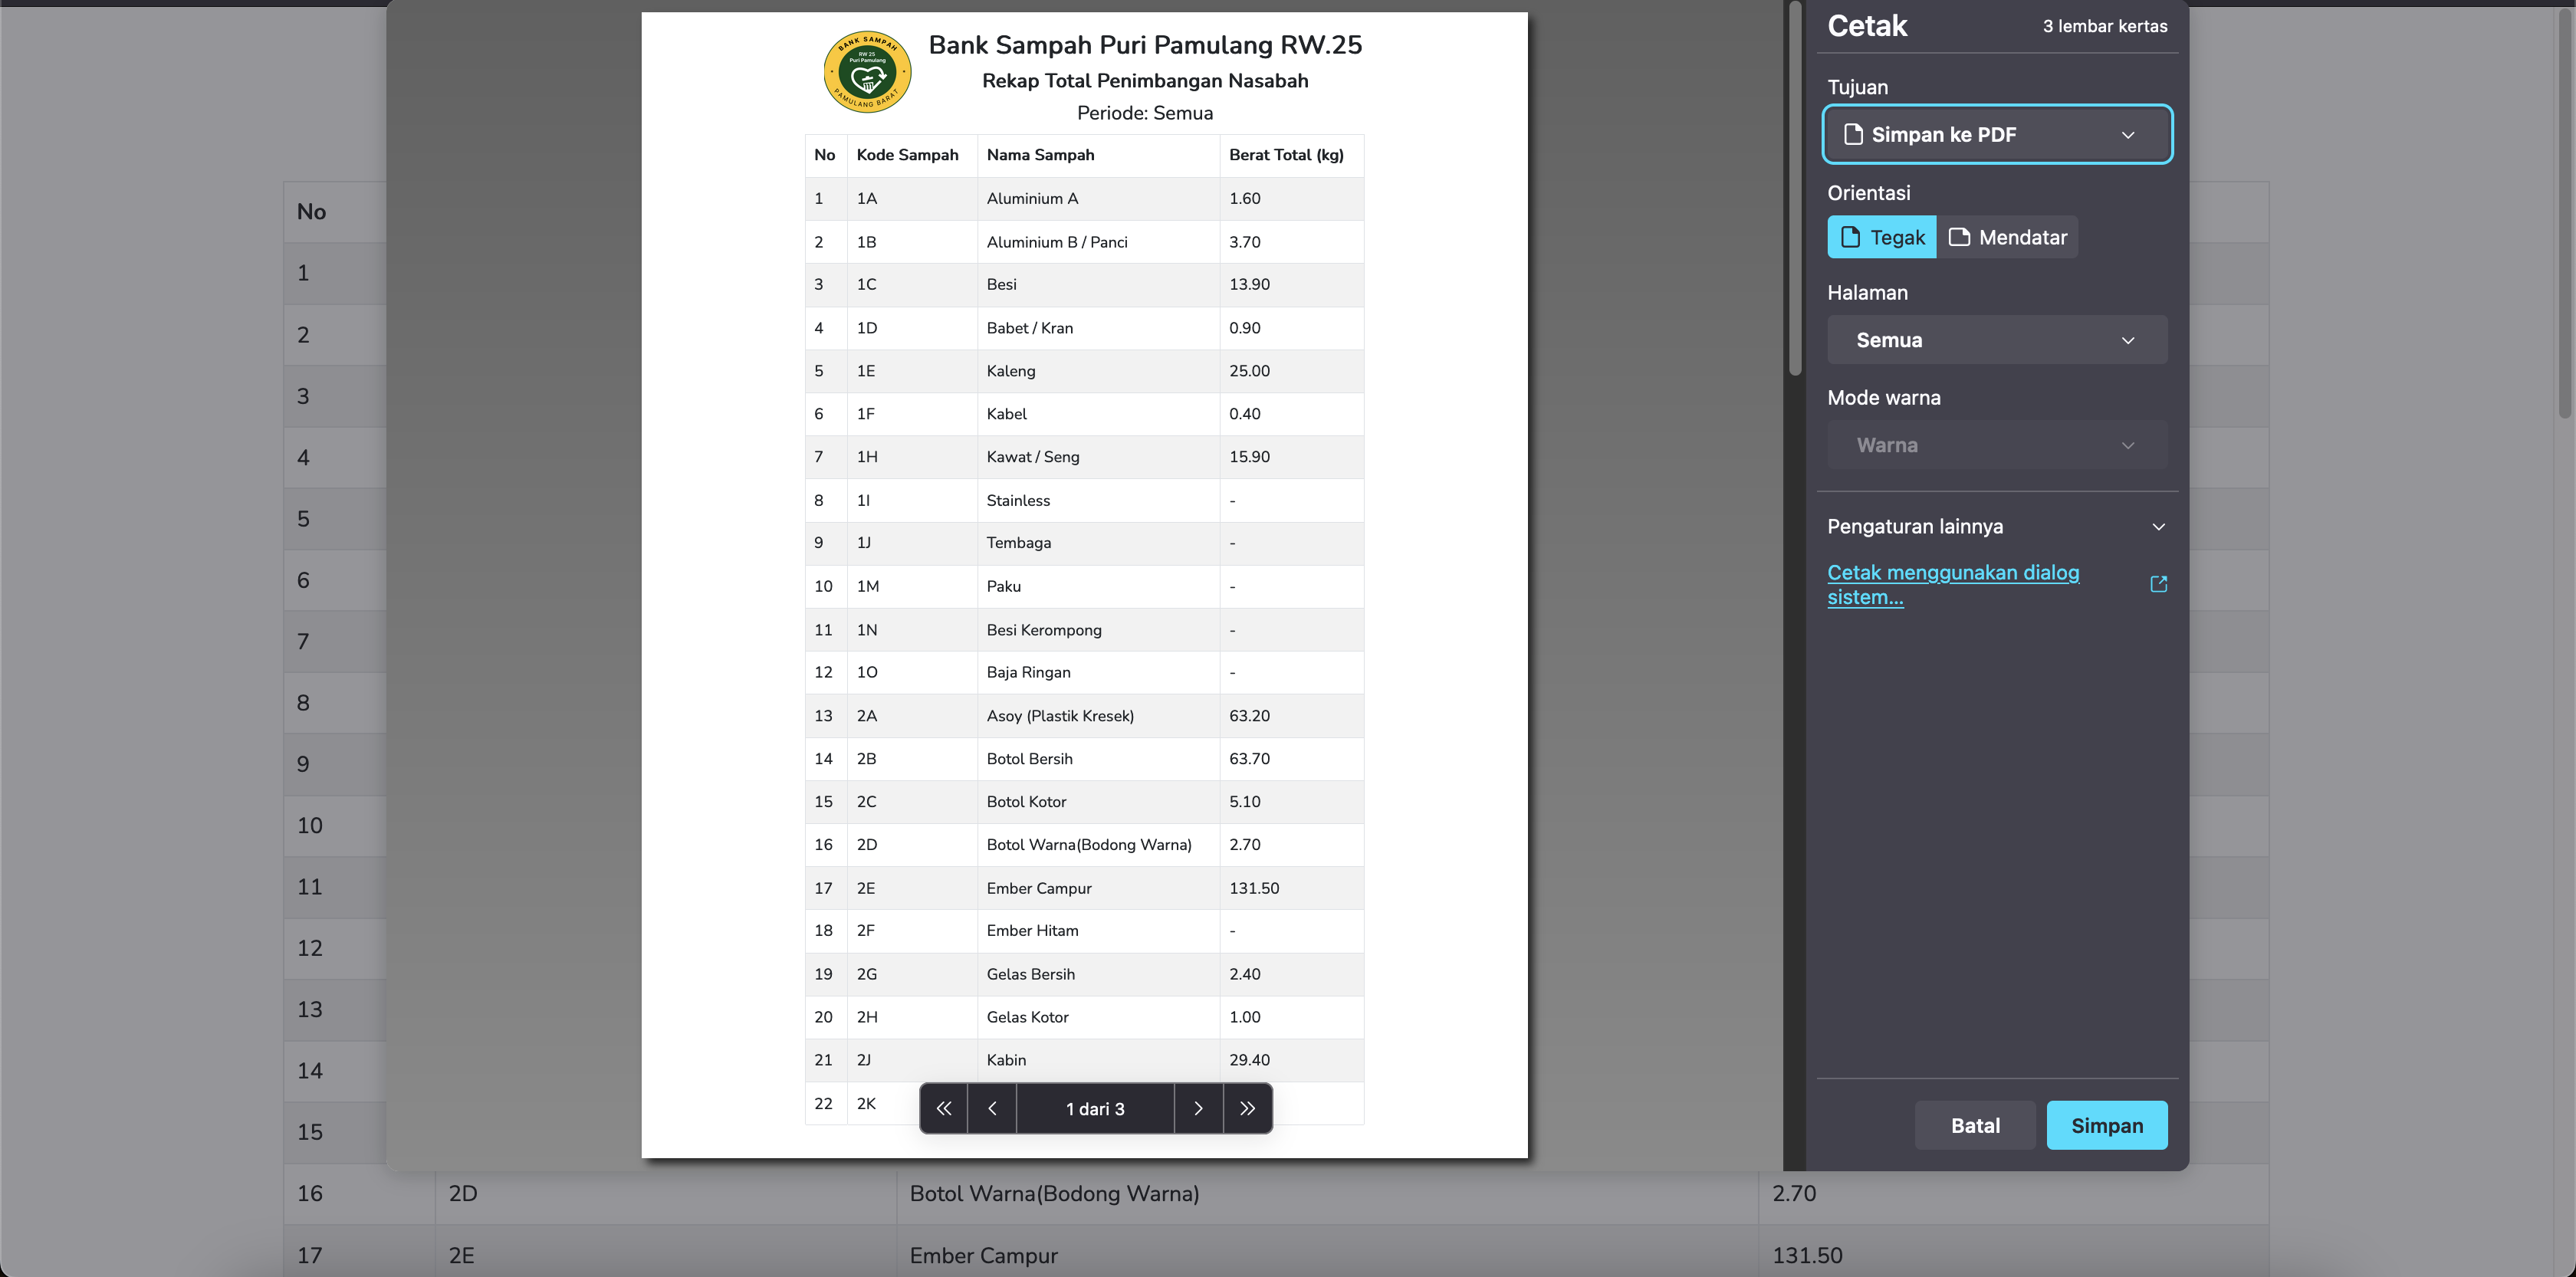 BANK SAMPAH
RW 25
Puri Pamulang
PAMULANG BARAT
Bank Sampah Puri Pamulang RW.25
Rekap Total Penimbangan Nasabah
Periode: Semua
No Kode Sampah Nama Sampah Berat Total (kg)
1 1A Aluminium A 1.60
2 1B Aluminium B / Panci 3.70
3 1C Besi 13.90
4 1D Babet / Kran 0.90
5 1E Kaleng 25.00
6 1F Kabel 0.40
7 1H Kawat / Seng 15.90
8 1I Stainless -
9 1J Tembaga -
10 1M Paku -
11 1N Besi Kerompong -
12 1O Baja Ringan -
13 2A Asoy (Plastik Kresek) 63.20
14 2B Botol Bersih 63.70
15 2C Botol Kotor 5.10
16 2D Botol Warna(Bodong Warna) 2.70
17 2E Ember Campur 131.50
18 2F Ember Hitam -
19 2G Gelas Bersih 2.40
20 2H Gelas Kotor 1.00
21 2J Kabin 29.40
22 2K
1 dari 3
Cetak 3 lembar kertas
Tujuan
Simpan ke PDF
Orientasi
Tegak Mendatar
Halaman
Semua
Mode warna
Warna
Pengaturan lainnya
Cetak menggunakan dialog
sistem...
Batal Simpan
No
1
2
3
4
5
6
7
8
9
10
11
12
13
14
15
16 2D Botol Warna(Bodong Warna) 2.70
17 2E Ember Campur 131.50